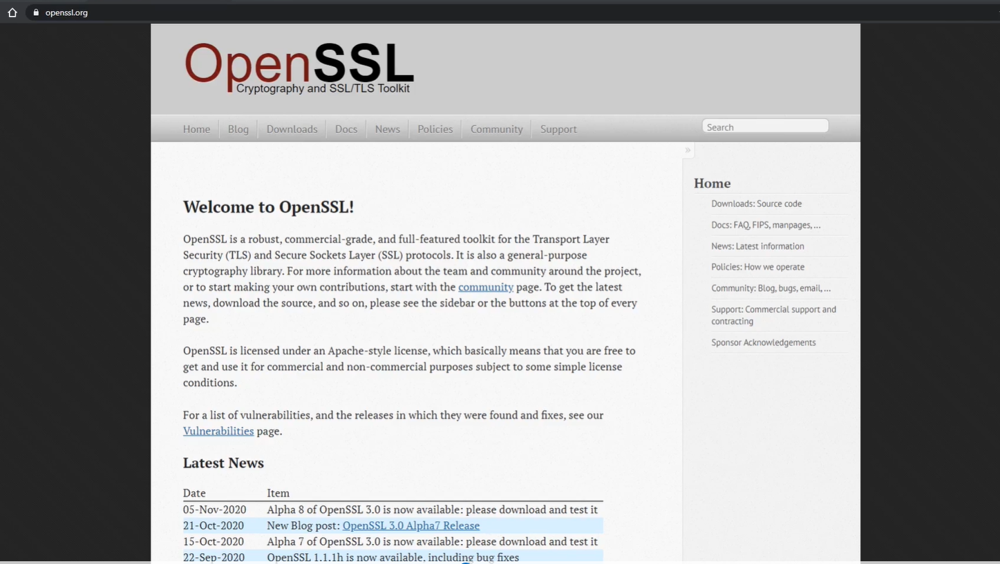 openssl.org
OpenSSL
Cryptography and SSL/TLS Toolkit
Home Blog Downloads Docs News Policies Community Support
Search
»
Welcome to OpenSSL!
OpenSSL is a robust, commercial-grade, and full-featured toolkit for the Transport Layer
Security (TLS) and Secure Sockets Layer (SSL) protocols. It is also a general-purpose
cryptography library. For more information about the team and community around the project,
or to start making your own contributions, start with the community page. To get the latest
news, download the source, and so on, please see the sidebar or the buttons at the top of every
page.
OpenSSL is licensed under an Apache-style license, which basically means that you are free to
get and use it for commercial and non-commercial purposes subject to some simple license
conditions.
For a list of vulnerabilities, and the releases in which they were found and fixes, see our
Vulnerabilities page.
Latest News
Date Item
05-Nov-2020 Alpha 8 of OpenSSL 3.0 is now available: please download and test it
21-Oct-2020 New Blog post: OpenSSL 3.0 Alpha7 Release
15-Oct-2020 Alpha 7 of OpenSSL 3.0 is now available: please download and test it
22-Sep-2020 OpenSSL 1.1.1h is now available, including bug fixes
Home
Downloads: Source code
Docs: FAQ, FIPS, manpages, ...
News: Latest information
Policies: How we operate
Community: Blog, bugs, email, ...
Support: Commercial support and
contracting
Sponsor Acknowledgements